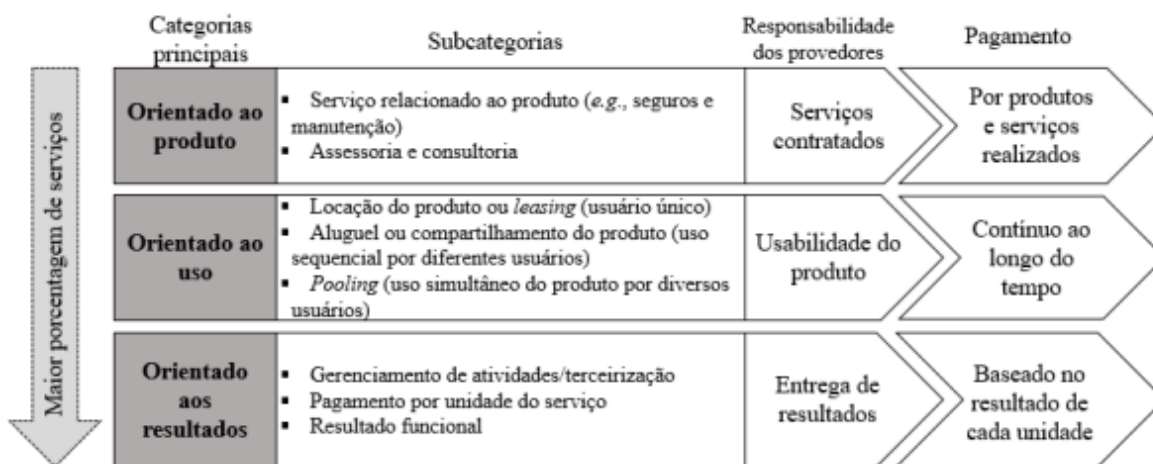 Categorias
principais
Subcategorias
Responsabilidade
dos provedores
Pagamento
Maior porcentagem de serviços
Orientado ao
produto
▪ Serviço relacionado ao produto (e.g., seguros e
manutenção)
▪ Assessoria e consultoria
Serviços
contratados
Por produtos
e serviços
realizados
Orientado ao
uso
▪ Locação do produto ou leasing (usuário único)
▪ Aluguel ou compartilhamento do produto (uso
sequencial por diferentes usuários)
▪ Pooling (uso simultâneo do produto por diversos
usuários)
Usabilidade do
produto
Contínuo ao
longo do
tempo
Orientado
aos
resultados
▪ Gerenciamento de atividades/terceirização
▪ Pagamento por unidade do serviço
▪ Resultado funcional
Entrega de
resultados
Baseado no
resultado de
cada unidade